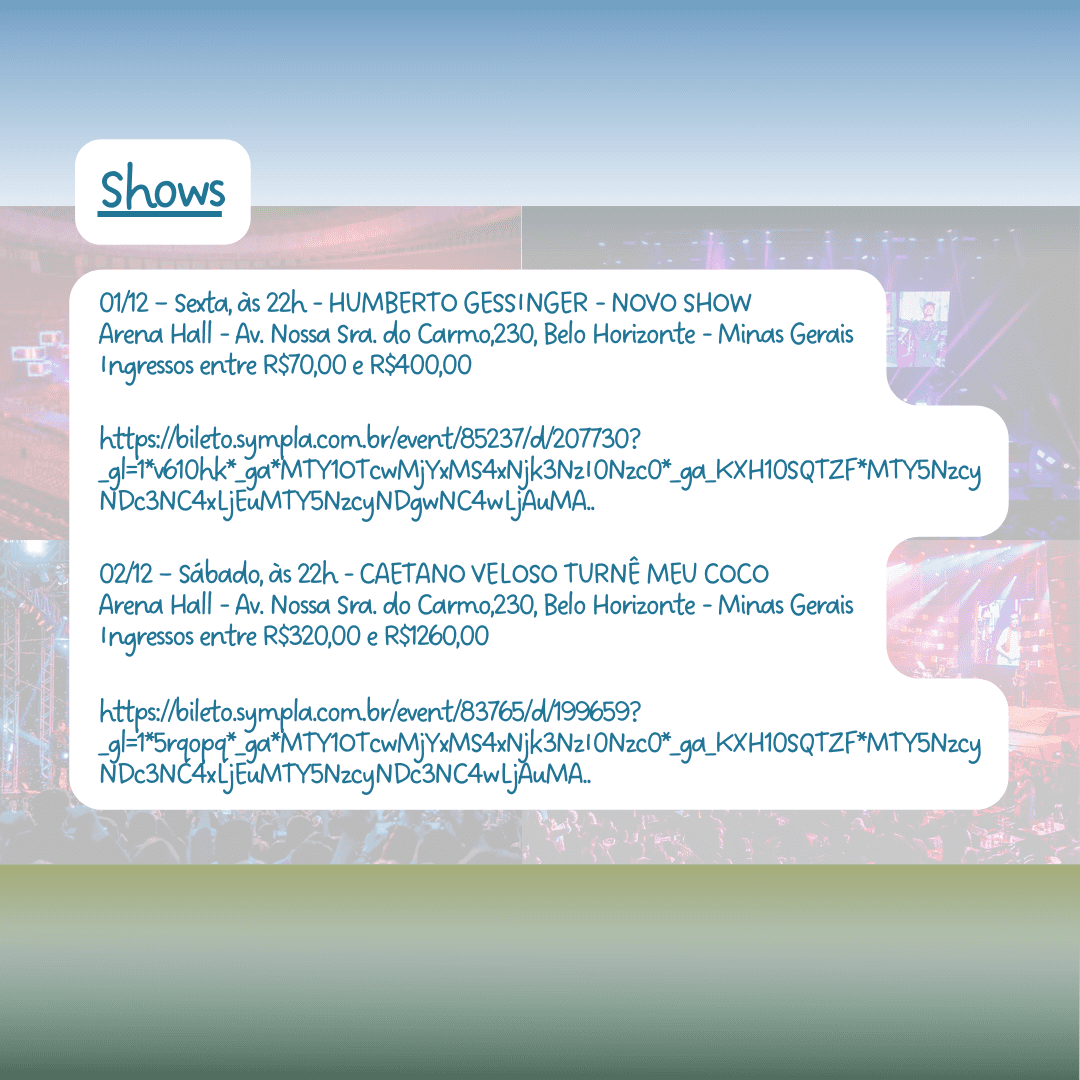 Shows
01/12 – Sexta, às 22h - HUMBERTO GESSINGER - NOVO SHOW
Arena Hall - Av. Nossa Sra. do Carmo,230, Belo Horizonte - Minas Gerais
Ingressos entre R$70,00 e R$400,00
https://bileto.sympla.com.br/event/85237/d/207730?
_gl=1*v610hk*_ga*MTY1OTcwMjYxMS4xNjk3NzI0Nzc0*_ga_KXH10SQTZF*MTY5Nzcy
NDc3NC4xLjEuMTY5NzcyNDgwNC4wLjAuMA..
02/12 – Sábado, às 22h - CAETANO VELOSO TURNÊ MEU COCO
Arena Hall - Av. Nossa Sra. do Carmo,230, Belo Horizonte - Minas Gerais
Ingressos entre R$320,00 e R$1260,00
https://bileto.sympla.com.br/event/83765/d/199659?
_gl=1*5rqopq*_ga*MTY1OTcwMjYxMS4xNjk3NzI0Nzc0*_ga_KXH10SQTZF*MTY5Nzcy
NDc3NC4xLjEuMTY5NzcyNDc3NC4wLjAuMA..